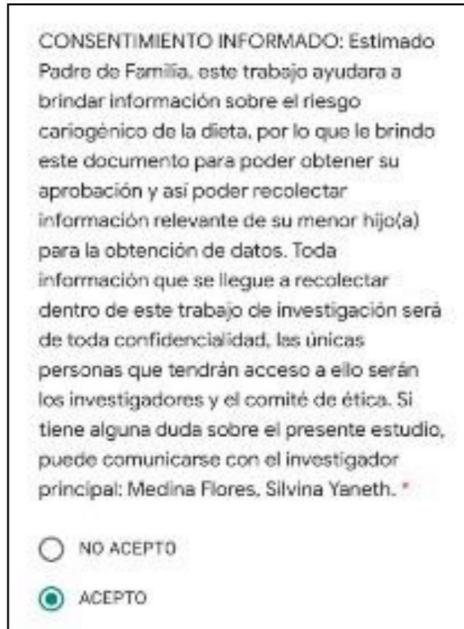 CONSENTIMIENTO INFORMADO: Estimado
Padre de Familia, este trabajo ayudara a
brindar información sobre el riesgo
cariogénico de la dieta, por lo que le brindo
este documento para poder obtener su
aprobación y así poder recolectar
información relevante de su menor hijo(a)
para la obtención de datos. Toda
información que se llegue a recolectar
dentro de este trabajo de investigación será
de toda confidencialidad, las únicas
personas que tendrán acceso a ello serán
los investigadores y el comité de ética. Si
tiene alguna duda sobre el presente estudio,
puede comunicarse con el investigador
principal: Medina Flores, Silvina Yaneth. *
NO ACEPTO
ACEPTO